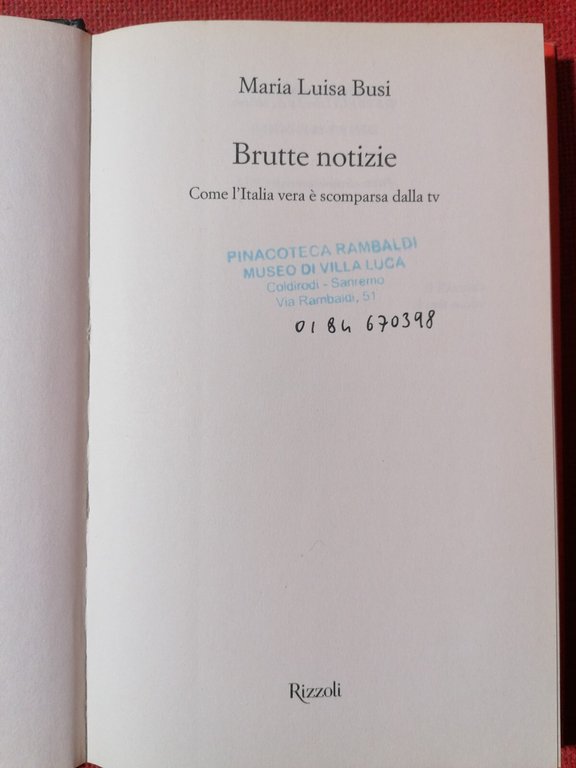 Maria Luisa Busi
Brutte notizie
Come l'Italia vera è scomparsa dalla tv
PINACOTECA RAMBALDI
MUSEO DI VILLA LUCA
Coldirodi - Sanremo
Via Rambaldi, 51
0184 670398
Rizzoli